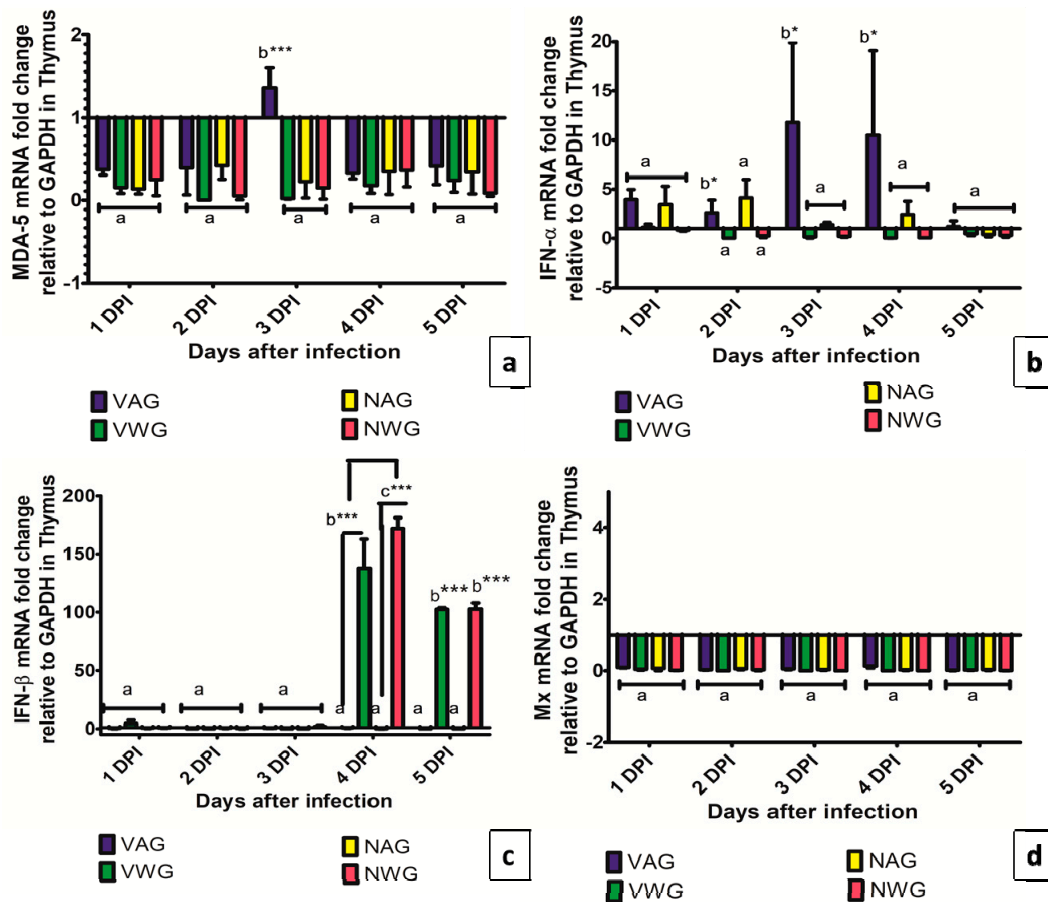 MDA-5 mRNA fold change
relative to GAPDH in Thymus
2
1
0
-1
b***
a
a
a
a
a
1 DPI
2 DPI
3 DPI
4 DPI
5 DPI
Days after infection
a
VAG
VWG
NAG
NWG
IFN-α mRNA fold change
relative to GAPDH in Thymus
20
15
10
5
0
-5
a
b*
a
a
a
b*
a
b*
a
a
1 DPI
2 DPI
3 DPI
4 DPI
5 DPI
Days after infection
b
VAG
VWG
NAG
NWG
IFN-β mRNA fold change
relative to GAPDH in Thymus
200
150
100
50
0
a
a
a
a
b***
a
c***
a
b***
a
b***
1 DPI
2 DPI
3 DPI
4 DPI
5 DPI
Days after infection
c
VAG
VWG
NAG
NWG
Mx mRNA fold change
relative to GAPDH in Thymus
4
2
0
-2
a
a
a
a
a
1 DPI
2 DPI
3 DPI
4 DPI
5 DPI
Days after infection
d
VAG
VWG
NAG
NWG